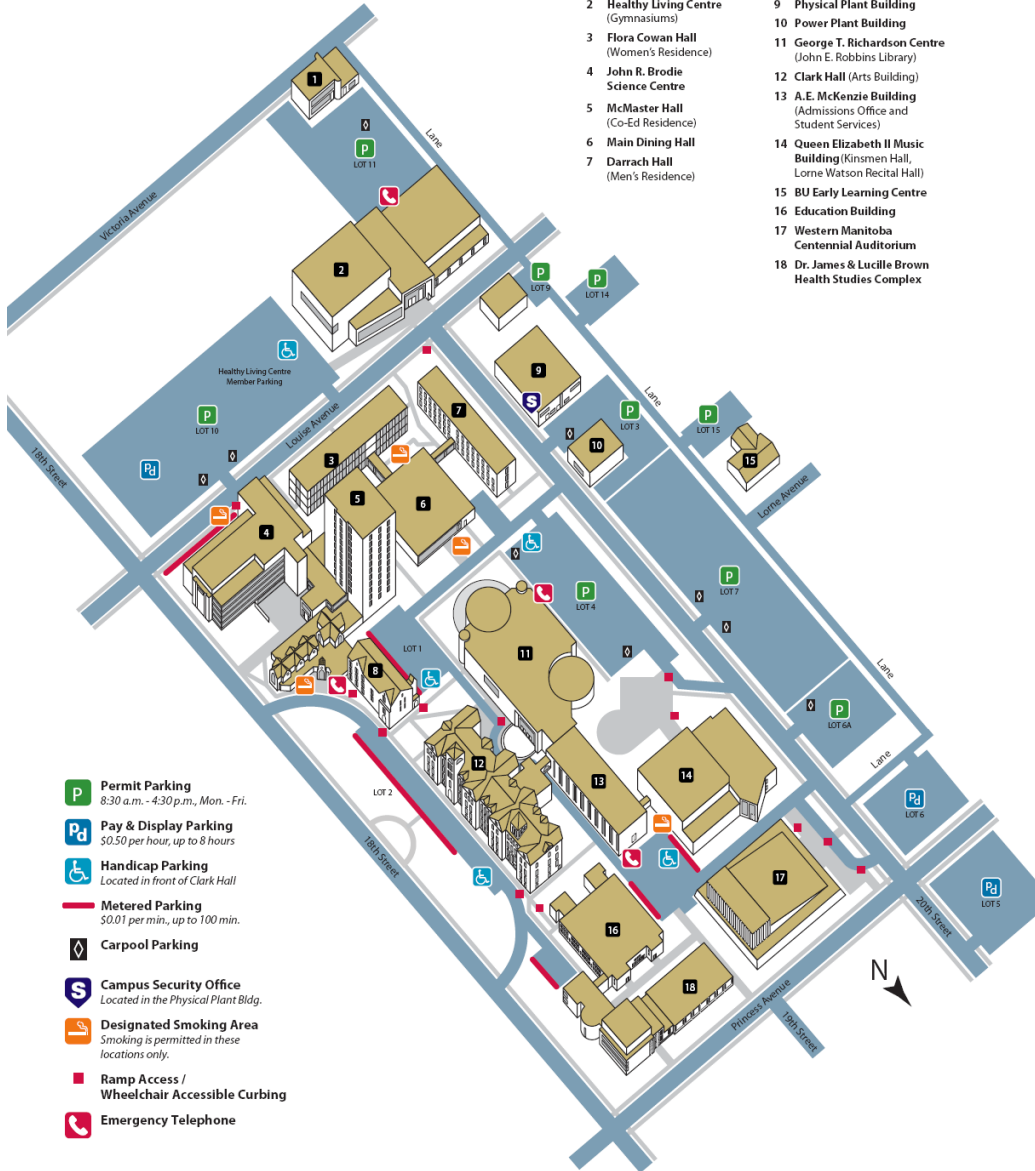 2 Healthy Living Centre
(Gymnasiums)
3 Flora Cowan Hall
(Women's Residence)
4 John R. Brodie
Science Centre
5 McMaster Hall
(Co-Ed Residence)
6 Main Dining Hall
7 Darrach Hall
(Men's Residence)
9 Physical Plant Building
10 Power Plant Building
11 George T. Richardson Centre
(John E. Robbins Library)
12 Clark Hall (Arts Building)
13 A.E. McKenzie Building
(Admissions Office and
Student Services)
14 Queen Elizabeth II Music
Building (Kinsmen Hall,
Lorne Watson Recital Hall)
15 BU Early Learning Centre
16 Education Building
17 Western Manitoba
Centennial Auditorium
18 Dr. James & Lucille Brown
Health Studies Complex
1
P
LOT 11
Lane
Victoria Avenue
2
P
LOT 9
P
LOT 14
Healthy Living Centre
Member Parking
P
LOT 10
Pd
Louise Avenue
18th Street
9
S
7
10
P
LOT 3
Lane
P
LOT 15
15
Lorne Avenue
3
5
6
4
P
LOT 4
P
LOT 7
LOT 1
8
11
Lane
P
LOT 6A
Lane
12
13
14
LOT 2
18th Street
Pd
LOT 6
17
Pd
LOT 5
20th Street
16
18
Princess Avenue
19th Street
N
P Permit Parking
8:30 a.m. - 4:30 p.m., Mon. - Fri.
Pd Pay & Display Parking
$0.50 per hour, up to 8 hours
Handicap Parking
Located in front of Clark Hall
Metered Parking
$0.01 per min., up to 100 min.
Carpool Parking
S Campus Security Office
Located in the Physical Plant Bldg.
Designated Smoking Area
Smoking is permitted in these
locations only.
Ramp Access /
Wheelchair Accessible Curbing
Emergency Telephone